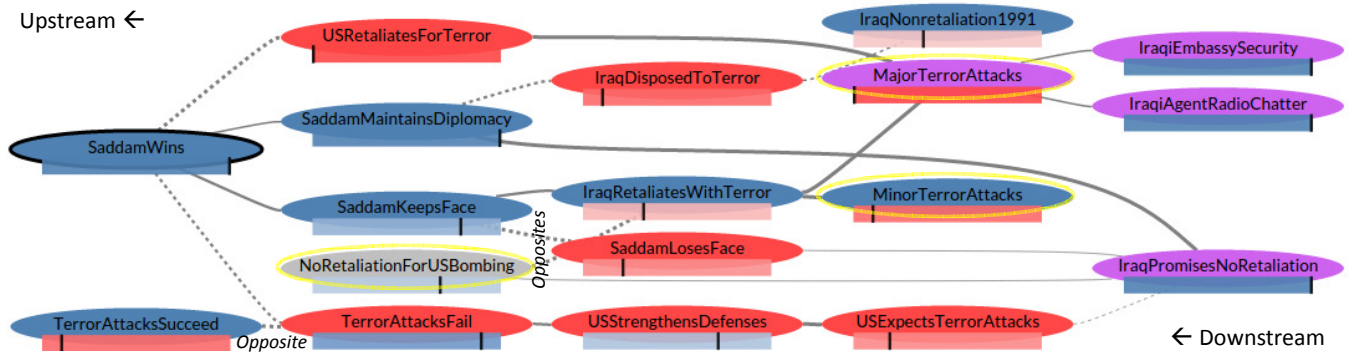 Upstream ←
USRetaliatesForTerror
IraqNonretaliation1991
IraqiEmbassySecurity
IraqDisposedToTerror
MajorTerrorAttacks
SaddamMaintainsDiplomacy
IraqiAgentRadioChatter
SaddamWins
SaddamKeepsFace
IraqRetaliatesWithTerror
MinorTerrorAttacks
Opposites
SaddamLosesFace
NoRetaliationForUSBombing
IraqPromisesNoRetaliation
TerrorAttacksSucceed
Opposite
TerrorAttacksFail
USStrengthensDefenses
USExpectsTerrorAttacks
← Downstream